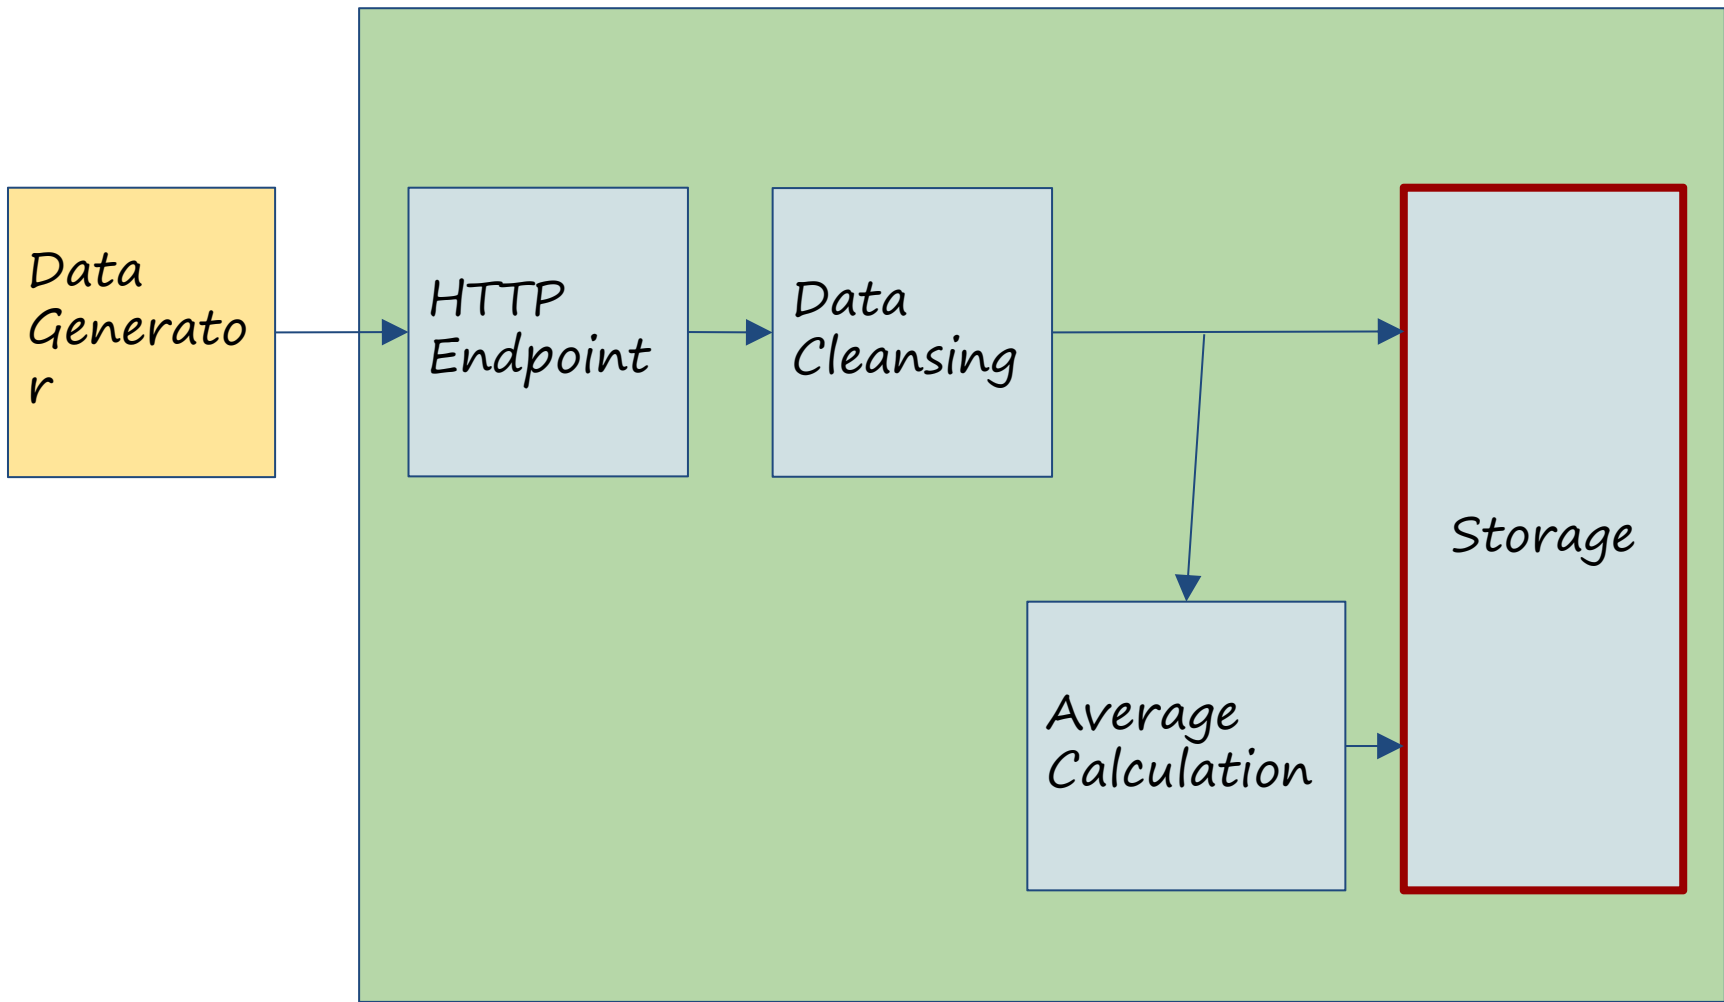 Data
Generato
r
HTTP
Endpoint
Data
Cleansing
Storage
Average
Calculation